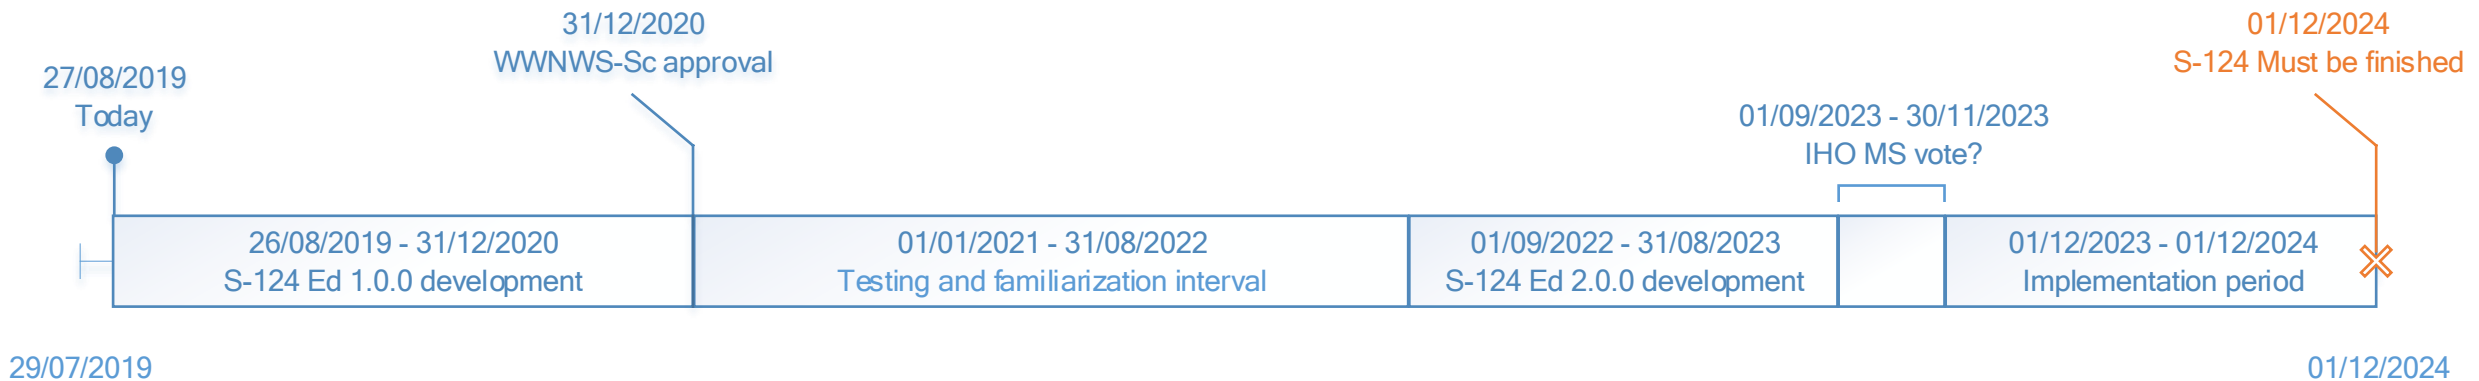 27/08/2019
Today
31/12/2020
WWNWS-Sc approval
01/09/2023 - 30/11/2023
IHO MS vote?
01/12/2024
S-124 Must be finished
26/08/2019 - 31/12/2020
S-124 Ed 1.0.0 development
01/01/2021 - 31/08/2022
Testing and familiarization interval
01/09/2022 - 31/08/2023
S-124 Ed 2.0.0 development
01/12/2023 - 01/12/2024
Implementation period
29/07/2019
01/12/2024